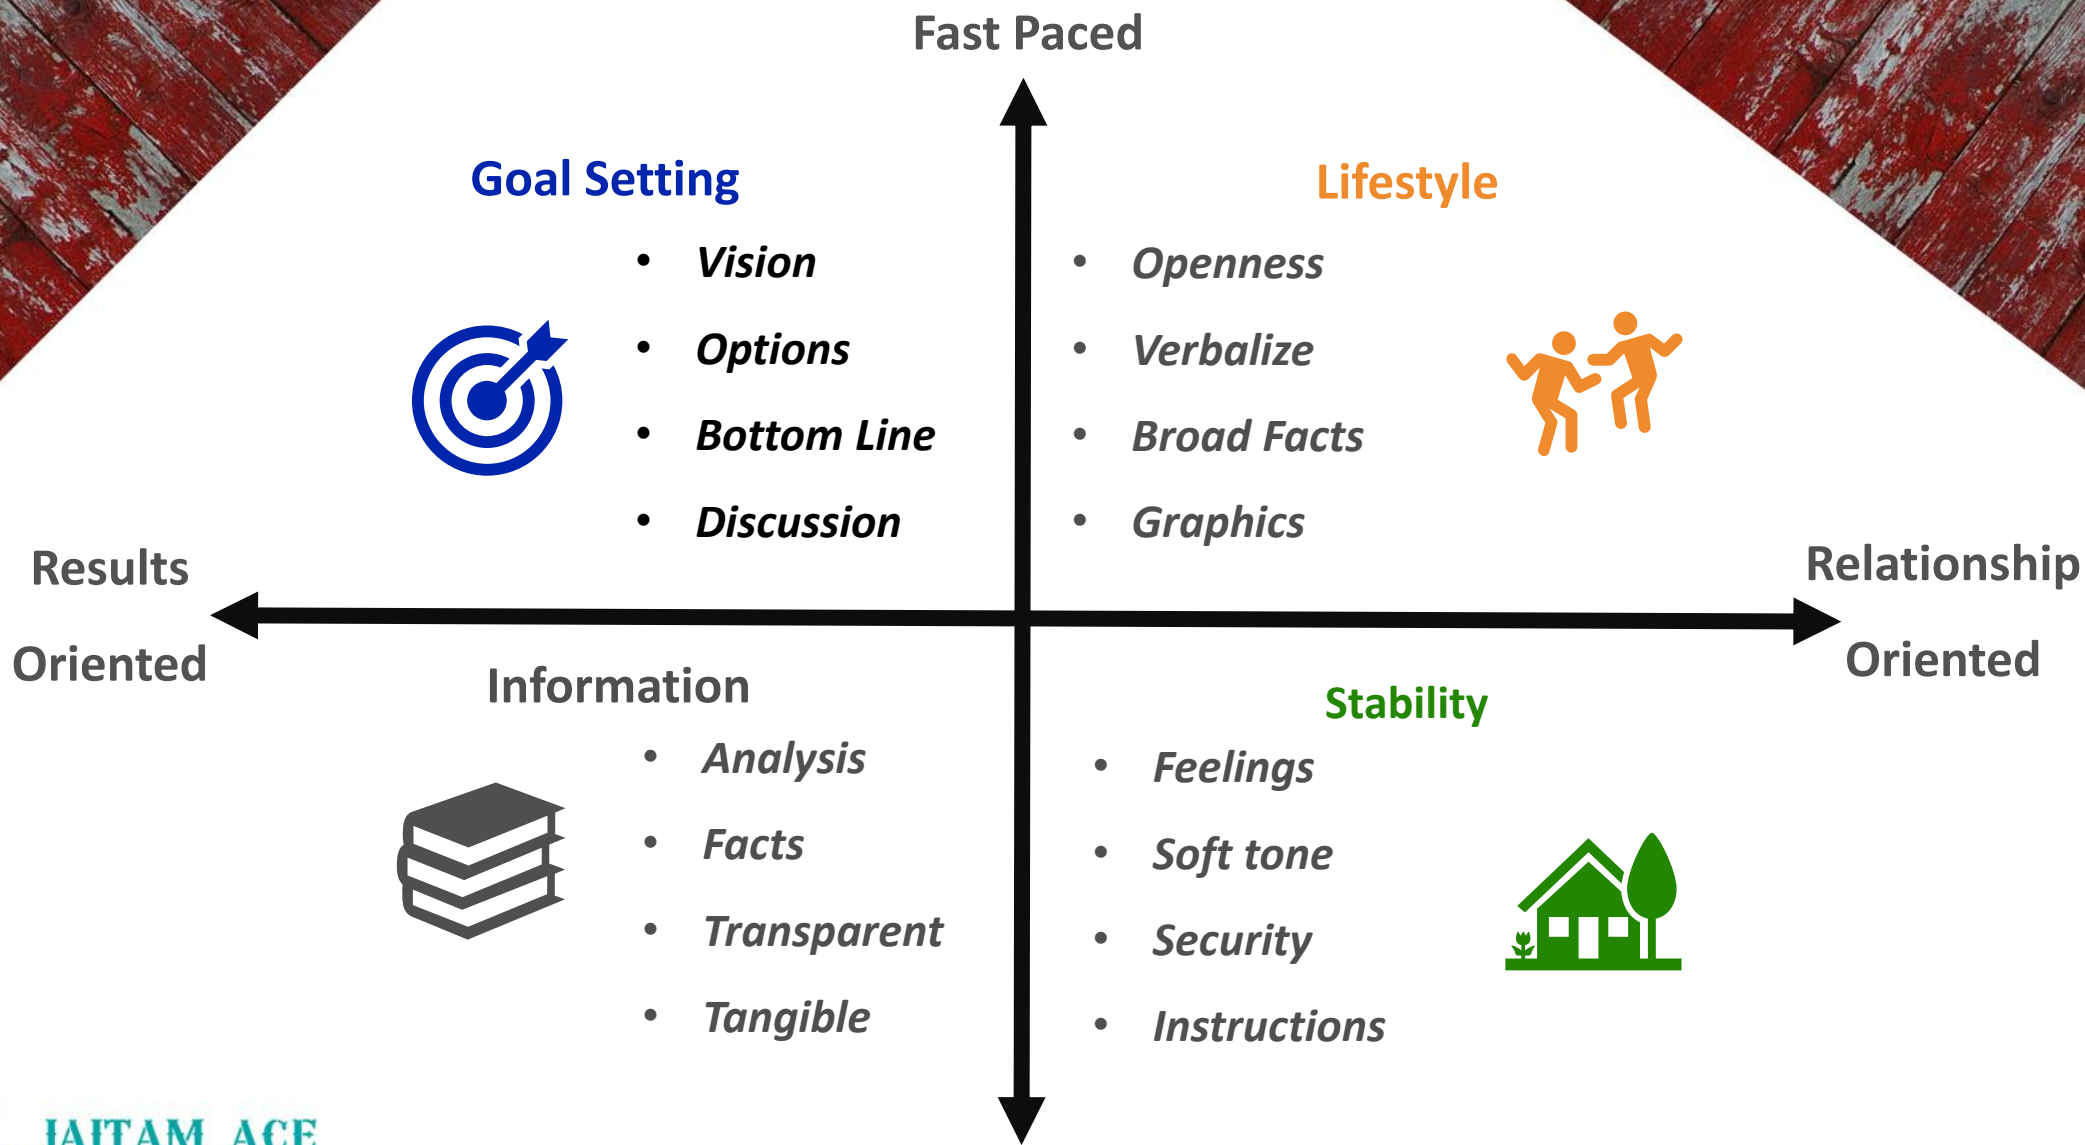 Fast Paced
Goal Setting
• Vision
• Options
• Bottom Line
• Discussion
Lifestyle
• Openness
• Verbalize
• Broad Facts
• Graphics
Results
Oriented
Relationship
Oriented
Information
• Analysis
• Facts
• Transparent
• Tangible
Stability
• Feelings
• Soft tone
• Security
• Instructions
ACE